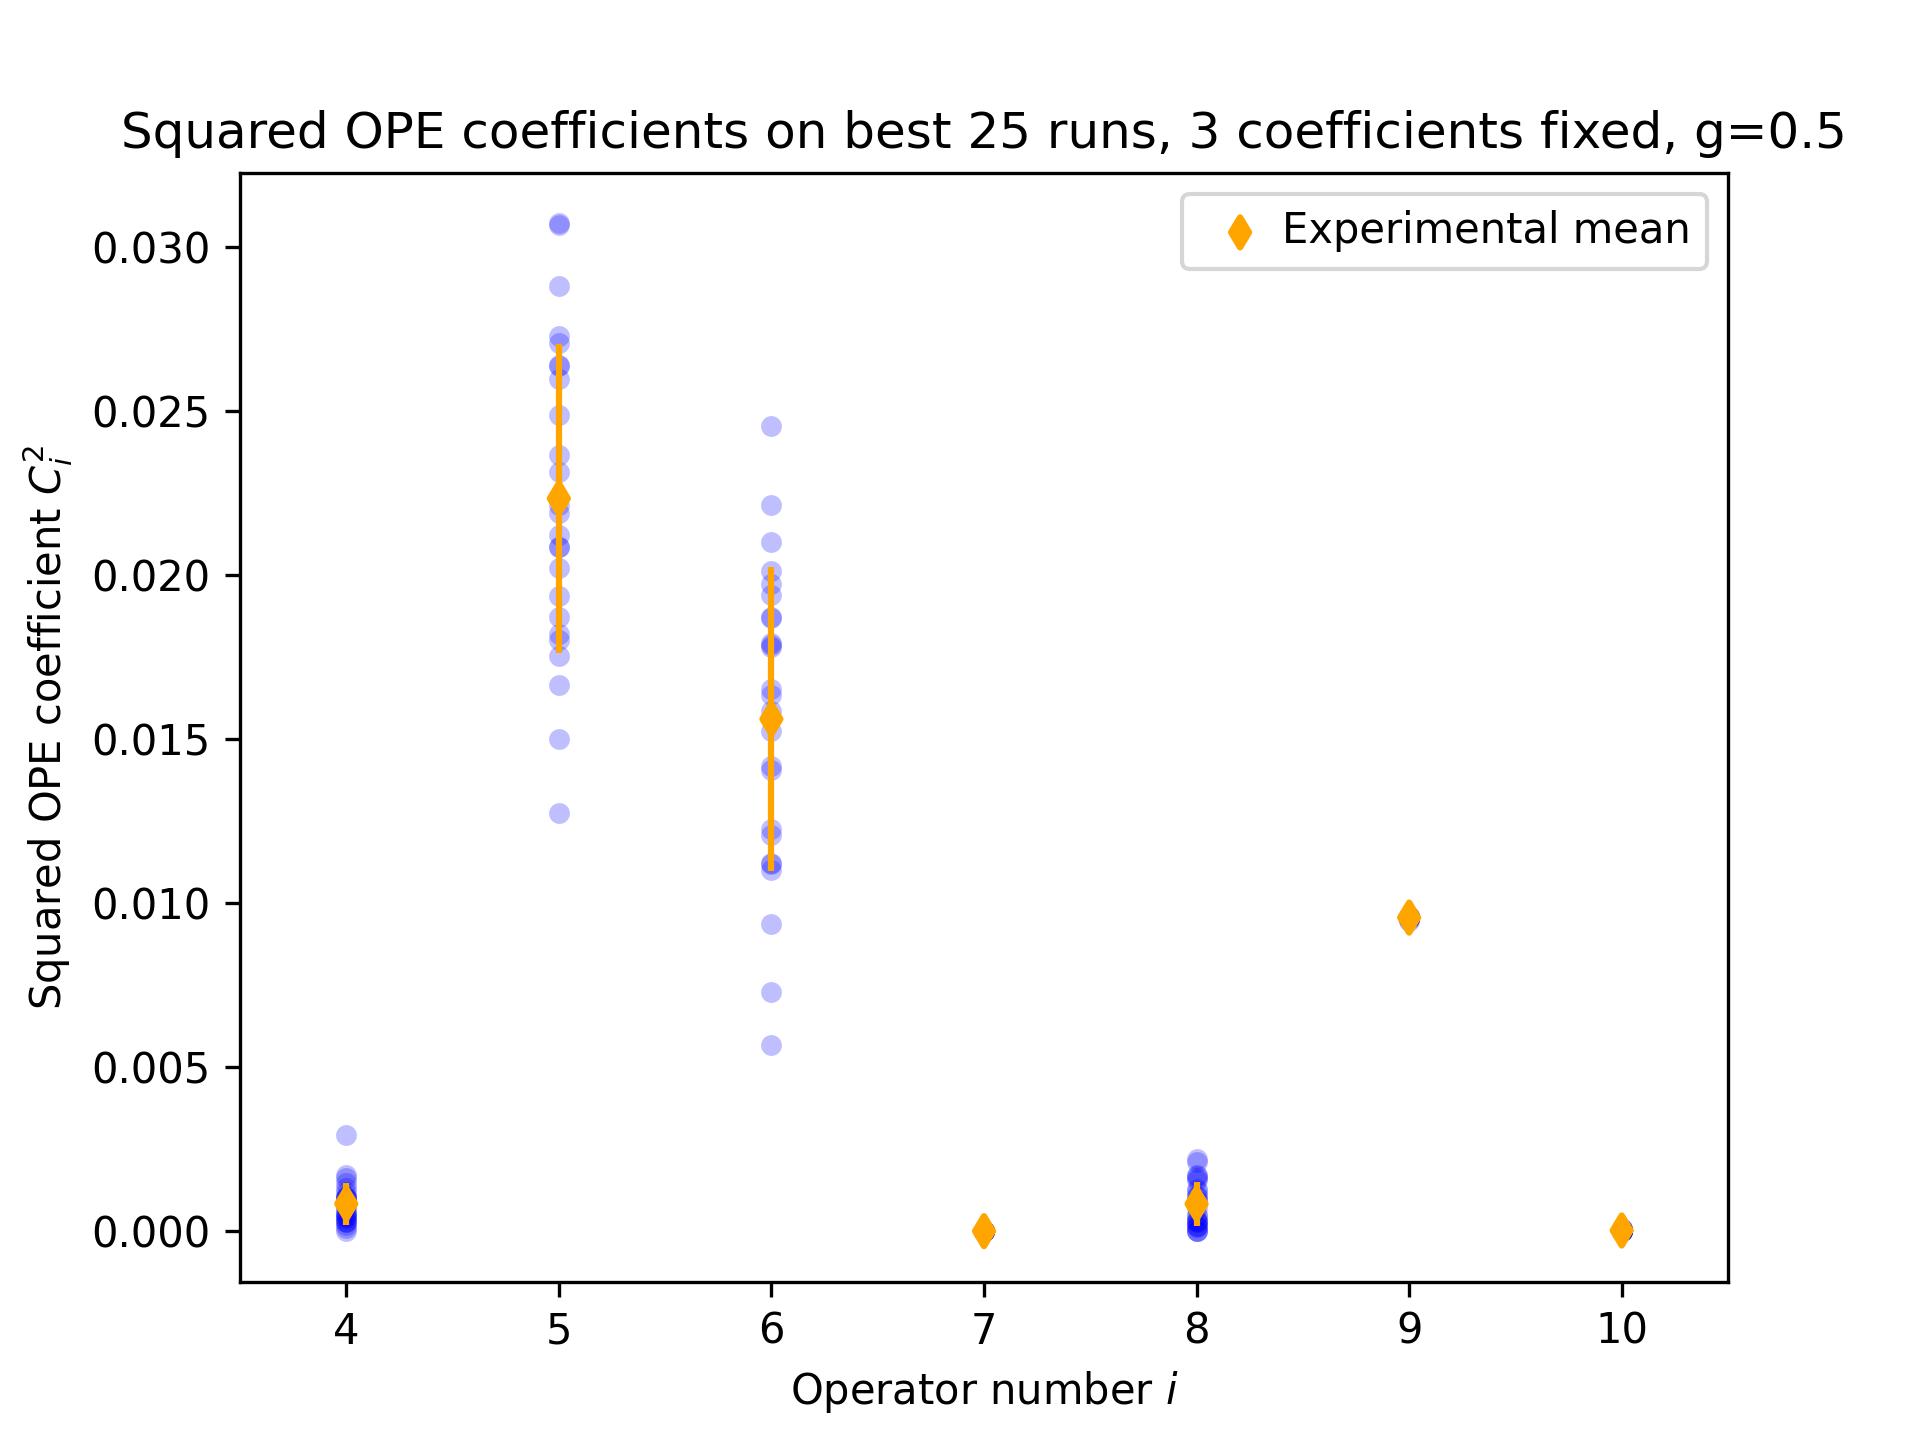 Squared OPE coefficients on best 25 runs, 3 coefficients fixed, g=0.5
Experimental mean
Squared OPE coefficient $C_i^2$
0.030
0.025
0.020
0.015
0.010
0.005
0.000
4 5 6 7 8 9 10
Operator number i